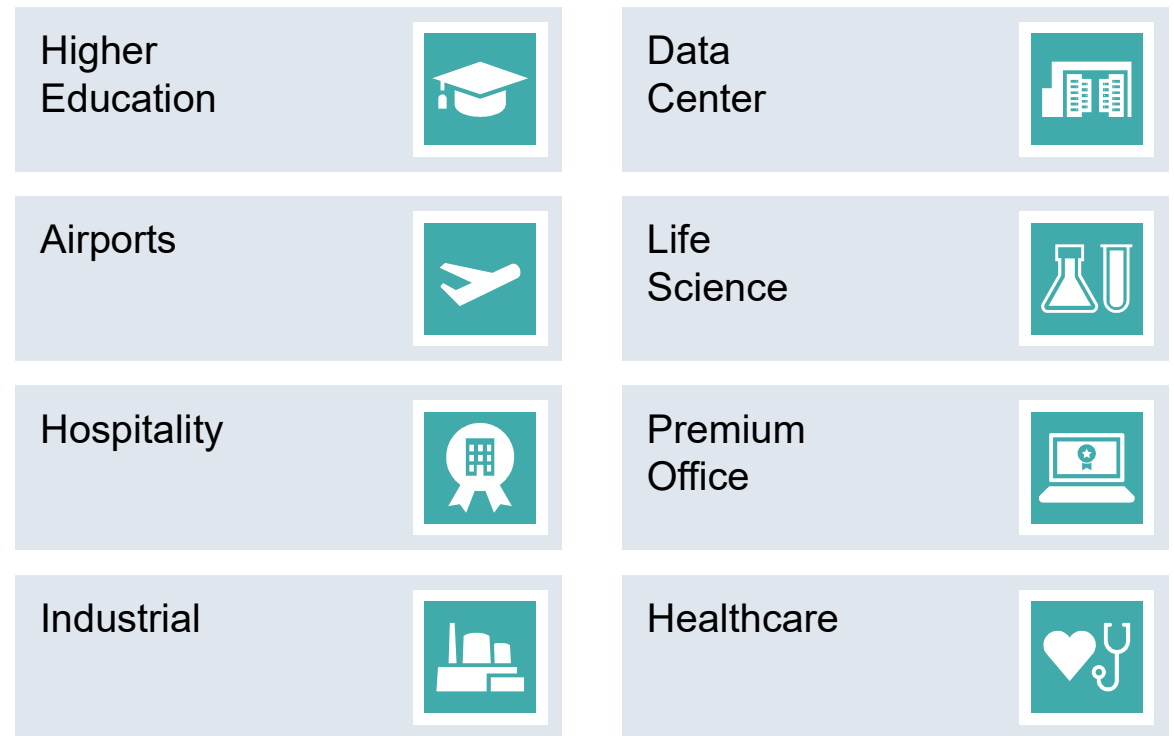 Higher
Education
Data
Center
Airports
Life
Science
Hospitality
Premium
Office
Industrial
Healthcare